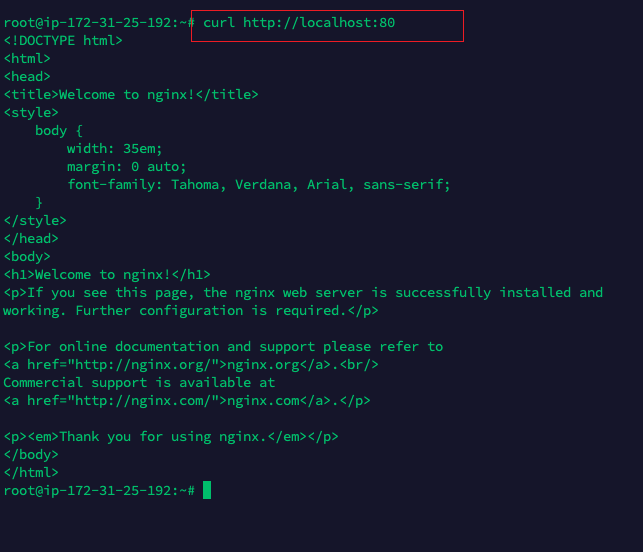 root@ip-172-31-25-192:~# curl http://localhost:80
<!DOCTYPE html>
<html>
<head>
<title>Welcome to nginx!</title>
<style>
    body {
        width: 35em;
        margin: 0 auto;
        font-family: Tahoma, Verdana, Arial, sans-serif;
    }
</style>
</head>
<body>
<h1>Welcome to nginx!</h1>
<p>If you see this page, the nginx web server is successfully installed and
working. Further configuration is required.</p>

<p>For online documentation and support please refer to
<a href="http://nginx.org/">nginx.org</a>.<br/>
Commercial support is available at
<a href="http://nginx.com/">nginx.com</a>.</p>

<p><em>Thank you for using nginx.</em></p>
</body>
</html>
root@ip-172-31-25-192:~#